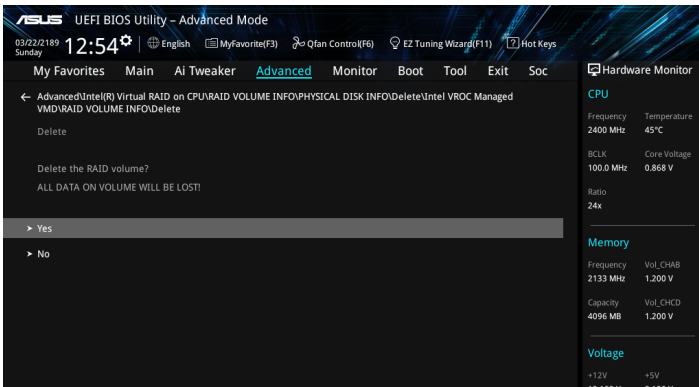 ASUS UEFI BIOS Utility – Advanced Mode
03/22/2189 Sunday 12:54 English MyFavorite(F3) Qfan Control(F6) EZ Tuning Wizard(F11) ? Hot Keys
My Favorites Main Ai Tweaker Advanced Monitor Boot Tool Exit Soc
Advanced\Intel(R) Virtual RAID on CPU\RAID VOLUME INFO\PHYSICAL DISK INFO\Delete\Intel VROC Managed
VMD\RAID VOLUME INFO\Delete
Delete
Delete the RAID volume?
ALL DATA ON VOLUME WILL BE LOST!
Yes
No
Hardware Monitor
CPU
Frequency Temperature
2400 MHz 45°C
BCLK Core Voltage
100.0 MHz 0.868 V
Ratio
24x
Memory
Frequency Vol_CHAB
2133 MHz 1.200 V
Capacity Vol_CHCD
4096 MB 1.200 V
Voltage
+12V +5V